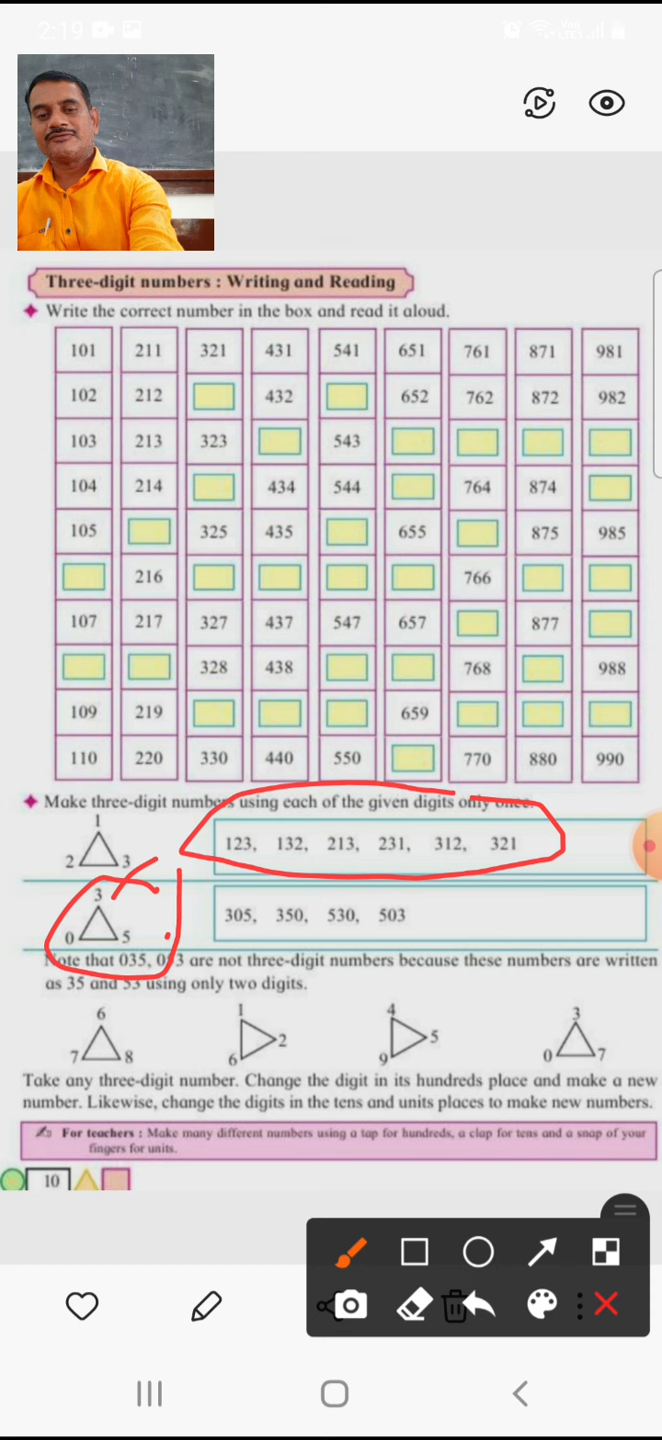 2:19
Three-digit numbers : Writing and Reading
Write the correct number in the box and read it aloud.
101 211 321 431 541 651 761 871 981
102 212 432 652 762 872 982
103 213 323 543
104 214 434 544 764 874
105 325 435 655 875 985
216 766
107 217 327 437 547 657 877
328 438 768 988
109 219 659
110 220 330 440 550 770 880 990
Make three-digit numbers using each of the given digits only once.
1
2 3
123, 132, 213, 231, 312, 321
3
0 5
305, 350, 530, 503
Note that 035, 053 are not three-digit numbers because these numbers are written
as 35 and 53 using only two digits.
6 1 4 3
7 8 6 2 9 5 0 7
Take any three-digit number. Change the digit in its hundreds place and make a new
number. Likewise, change the digits in the tens and units places to make new numbers.
For teachers : Make many different numbers using a tap for hundreds, a clap for tens and a snap of your
fingers for units.
10